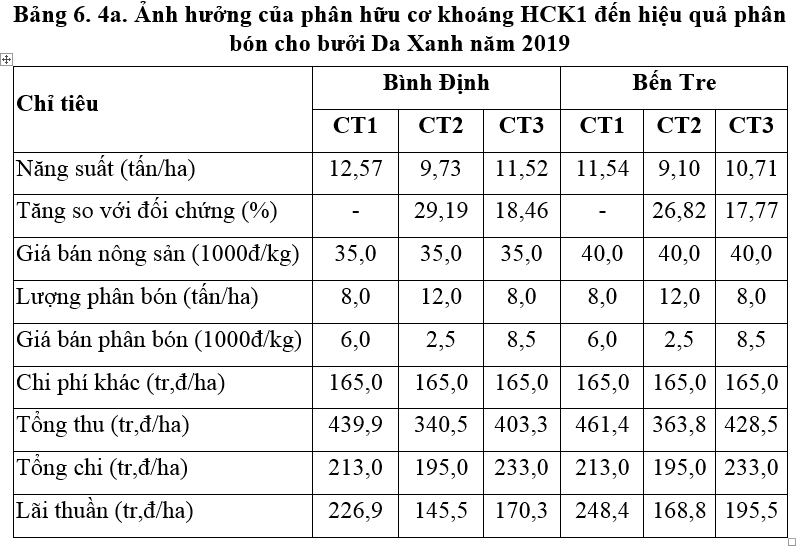 Bảng 6. 4a. Ảnh hưởng của phân hữu cơ khoáng HCK1 đến hiệu quả phân
bón cho bưởi Da Xanh năm 2019
Chỉ tiêu Bình Định Bến Tre
CT1 CT2 CT3 CT1 CT2 CT3
Năng suất (tấn/ha) 12,57 9,73 11,52 11,54 9,10 10,71
Tăng so với đối chứng (%) - 29,19 18,46 - 26,82 17,77
Giá bán nông sản (1000đ/kg) 35,0 35,0 35,0 40,0 40,0 40,0
Lượng phân bón (tấn/ha) 8,0 12,0 8,0 8,0 12,0 8,0
Giá bán phân bón (1000đ/kg) 6,0 2,5 8,5 6,0 2,5 8,5
Chi phí khác (tr,đ/ha) 165,0 165,0 165,0 165,0 165,0 165,0
Tổng thu (tr,đ/ha) 439,9 340,5 403,3 461,4 363,8 428,5
Tổng chi (tr,đ/ha) 213,0 195,0 233,0 213,0 195,0 233,0
Lãi thuần (tr,đ/ha) 226,9 145,5 170,3 248,4 168,8 195,5